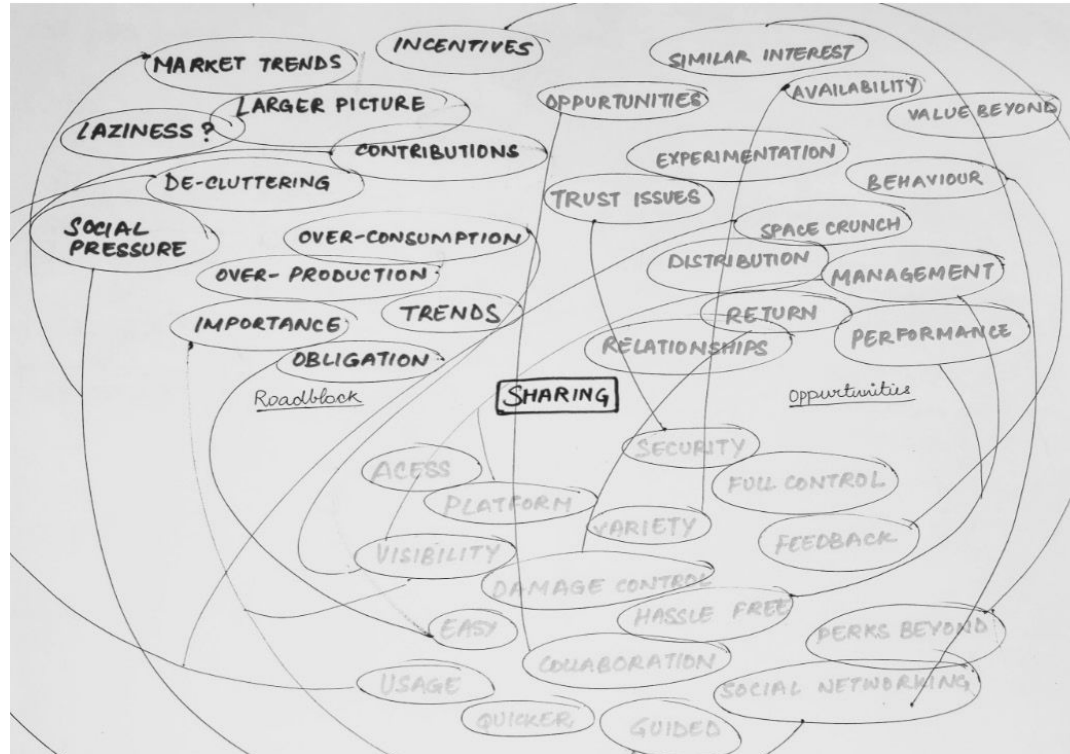 INCENTIVES
SIMILAR INTEREST
MARKET TRENDS
AVAILABILITY
LARGER PICTURE
OPPURTUNITIES
VALUE BEYOND
LAZINESS?
CONTRIBUTIONS
EXPERIMENTATION
DE-CLUTTERING
BEHAVIOUR
TRUST ISSUES
SOCIAL
PRESSURE
OVER-CONSUMPTION
SPACE CRUNCH
OVER-PRODUCTION
DISTRIBUTION
MANAGEMENT
IMPORTANCE
TRENDS
RETURN
PERFORMANCE
OBLIGATION
RELATIONSHIPS
Roadblock
SHARING
Oppurtunities
SECURITY
ACESS
FULL CONTROL
PLATFORM
VARIETY
FEEDBACK
VISIBILITY
DAMAGE CONTROL
HASSLE FREE
EASY
PERKS BEYOND
COLLABORATION
USAGE
SOCIAL NETWORKING
QUICKER
GUIDED